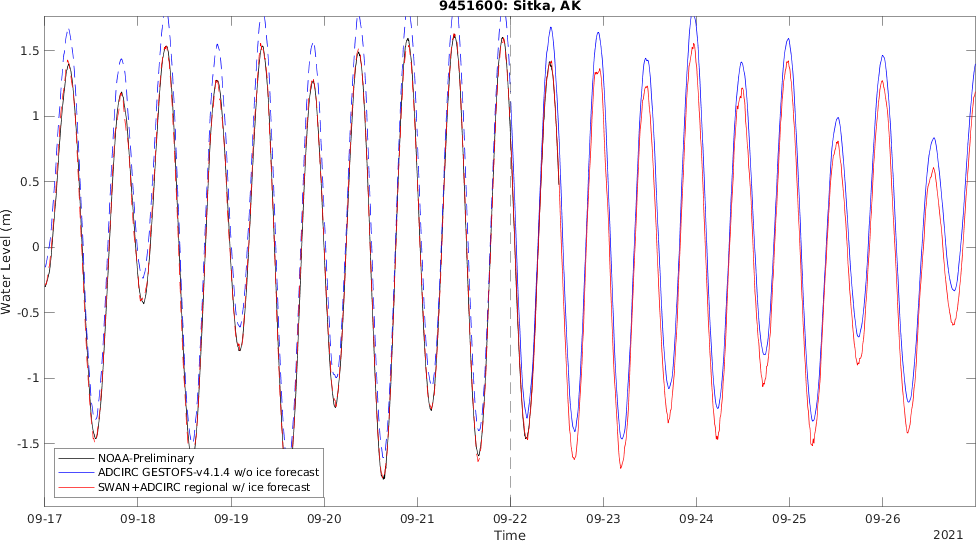 9451600: Sitka, AK
Water Level (m)
1.5
1
0.5
0
-0.5
-1
-1.5
NOAA-Preliminary
ADCIRC GESTOFS-v4.1.4 w/o ice forecast
SWAN+ADCIRC regional w/ ice forecast
09-17 09-18 09-19 09-20 09-21 09-22 09-23 09-24 09-25 09-26
Time
2021